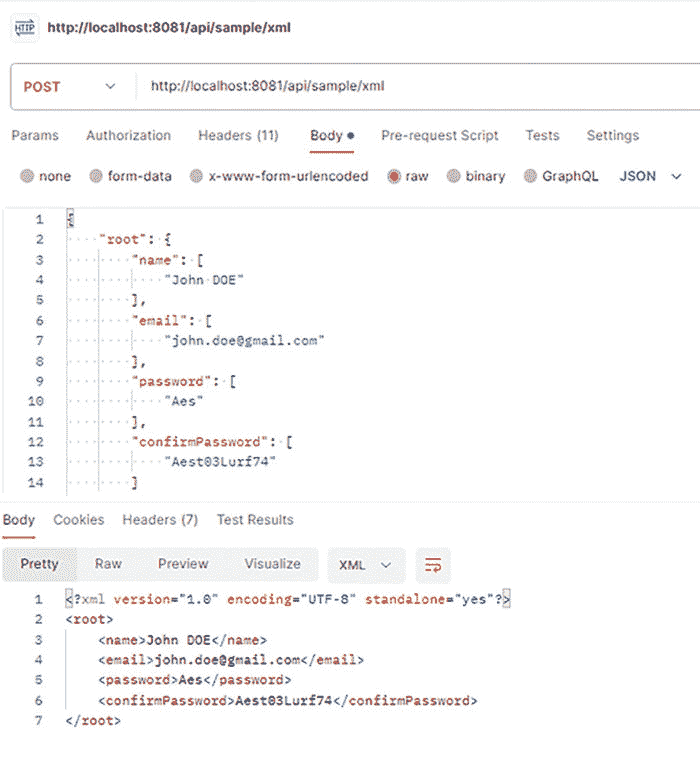 HTTP http://localhost:8081/api/sample/xml
POST http://localhost:8081/api/sample/xml
Params Authorization Headers (11) Body Pre-request Script Tests Settings
none form-data x-www-form-urlencoded raw binary GraphQL JSON
1 {
2 "root": {
3 "name": [
4 "John DOE"
5 ],
6 "email": [
7 "john.doe@gmail.com"
8 ],
9 "password": [
10 "Aes"
11 ],
12 "confirmPassword": [
13 "Aest03Lurf74"
14 ]
Body Cookies Headers (7) Test Results
Pretty Raw Preview Visualize XML
1 <?xml version="1.0" encoding="UTF-8" standalone="yes"?>
2 <root>
3 <name>John DOE</name>
4 <email>john.doe@gmail.com</email>
5 <password>Aes</password>
6 <confirmPassword>Aest03Lurf74</confirmPassword>
7 </root>